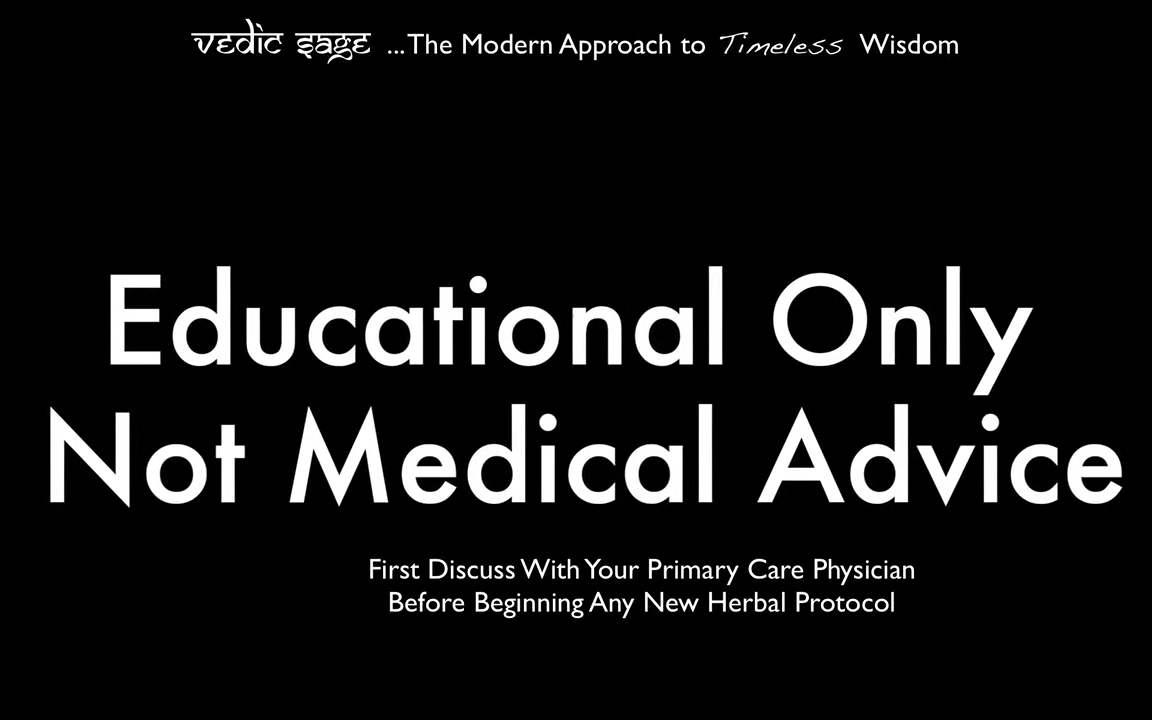 vedic sage ...The Modern Approach to Timeless Wisdom
Educational Only
Not Medical Advice
First Discuss With Your Primary Care Physician
Before Beginning Any New Herbal Protocol